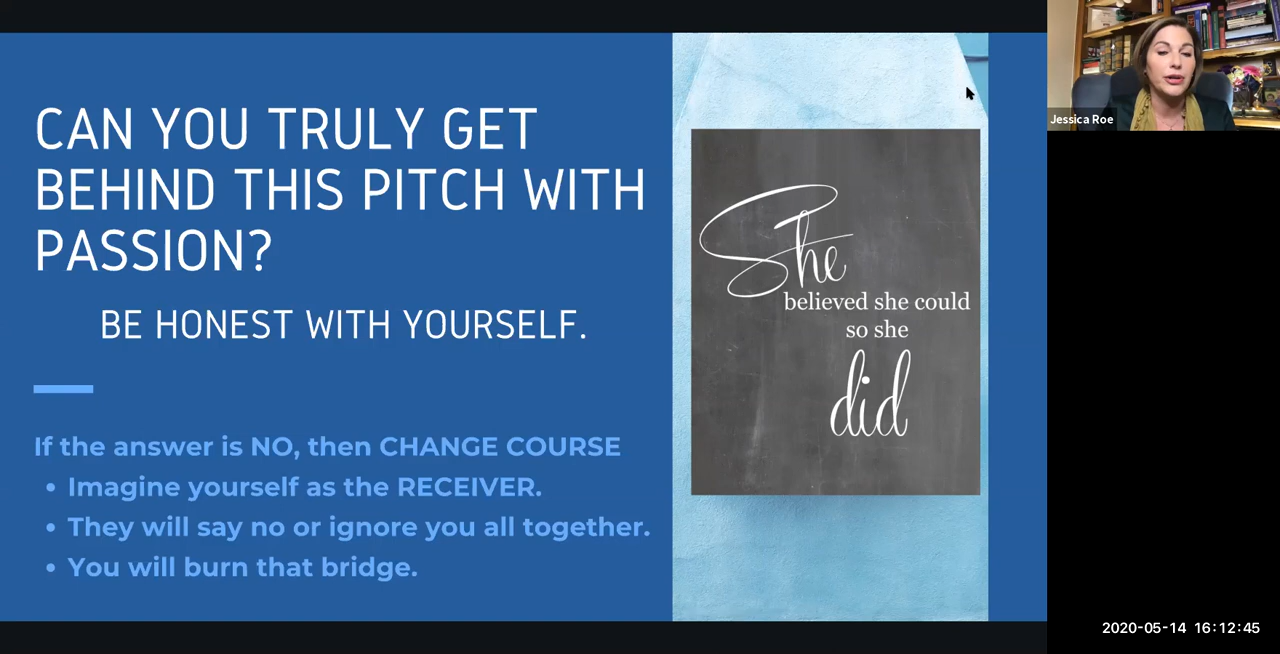 CAN YOU TRULY GET
BEHIND THIS PITCH WITH
PASSION?
BE HONEST WITH YOURSELF.
If the answer is NO, then CHANGE COURSE
• Imagine yourself as the RECEIVER.
• They will say no or ignore you all together.
• You will burn that bridge.
She
believed she could
so she
did
Jessica Roe
2020-05-14 16:12:45